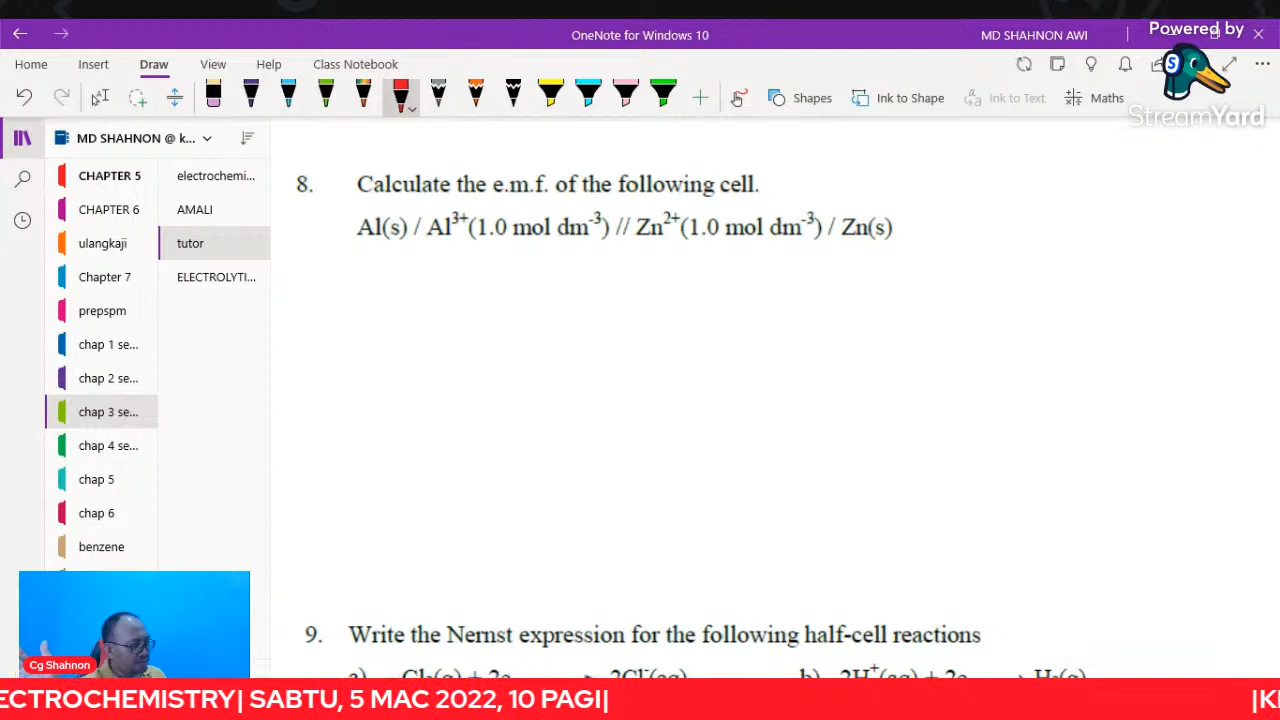 Powered by
OneNote for Windows 10
MD SHAHNON AWI
StreamYard
Home Insert Draw View Help Class Notebook
Shapes Ink to Shape Ink to Text Maths
MD SHAHNON @ k...
CHAPTER 5
CHAPTER 6
ulangkaji
Chapter 7
prepspm
chap 1 se...
chap 2 se...
chap 3 se...
chap 4 se...
chap 5
chap 6
benzene
electrochemi...
AMALI
tutor
ELECTROLYTI...
8. Calculate the e.m.f. of the following cell.
Al(s) / Al³⁺(1.0 mol dm⁻³) // Zn²⁺(1.0 mol dm⁻³) / Zn(s)
9. Write the Nernst expression for the following half-cell reactions
Cg Shahnon
ECTROCHEMISTRY| SABTU, 5 MAC 2022, 10 PAGI|